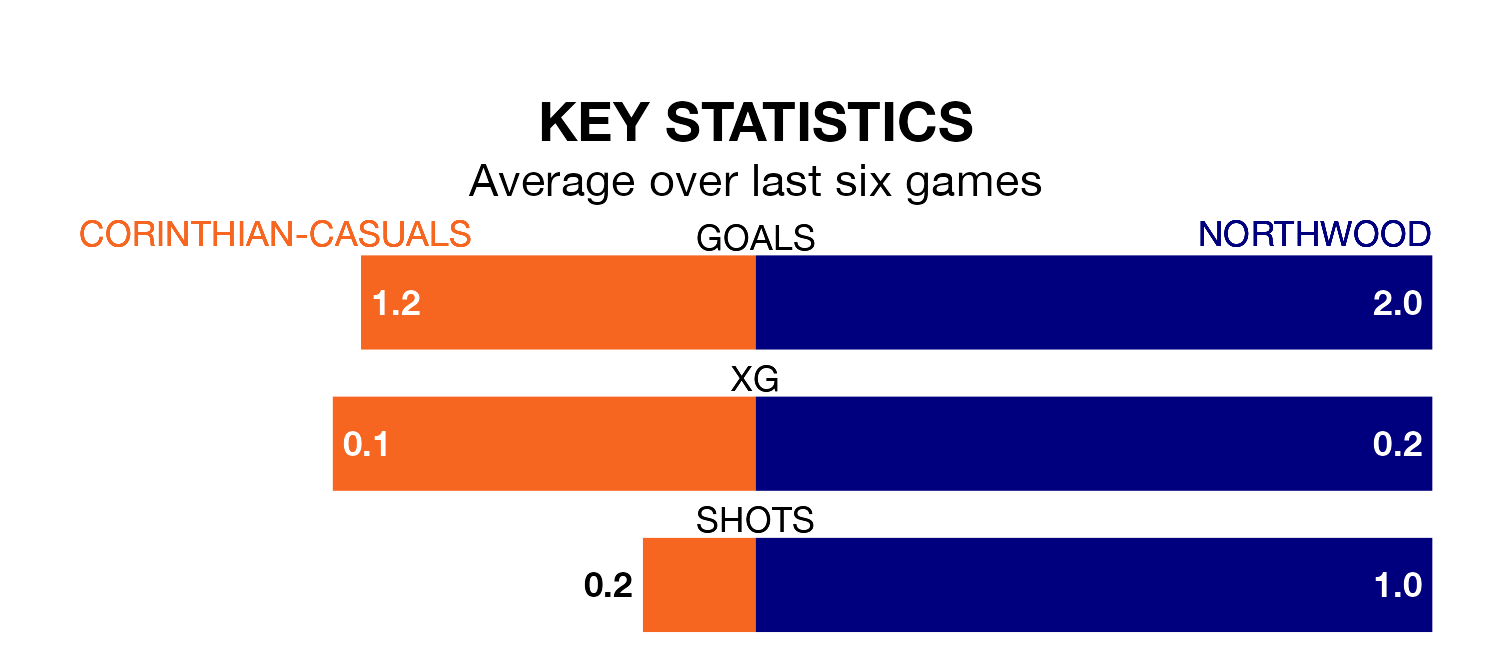 KEY STATISTICS
Average over last six games
CORINTHIAN-CASUALS GOALS NORTHWOOD
1.2 2.0
XG
0.1 0.2
SHOTS
0.2 1.0